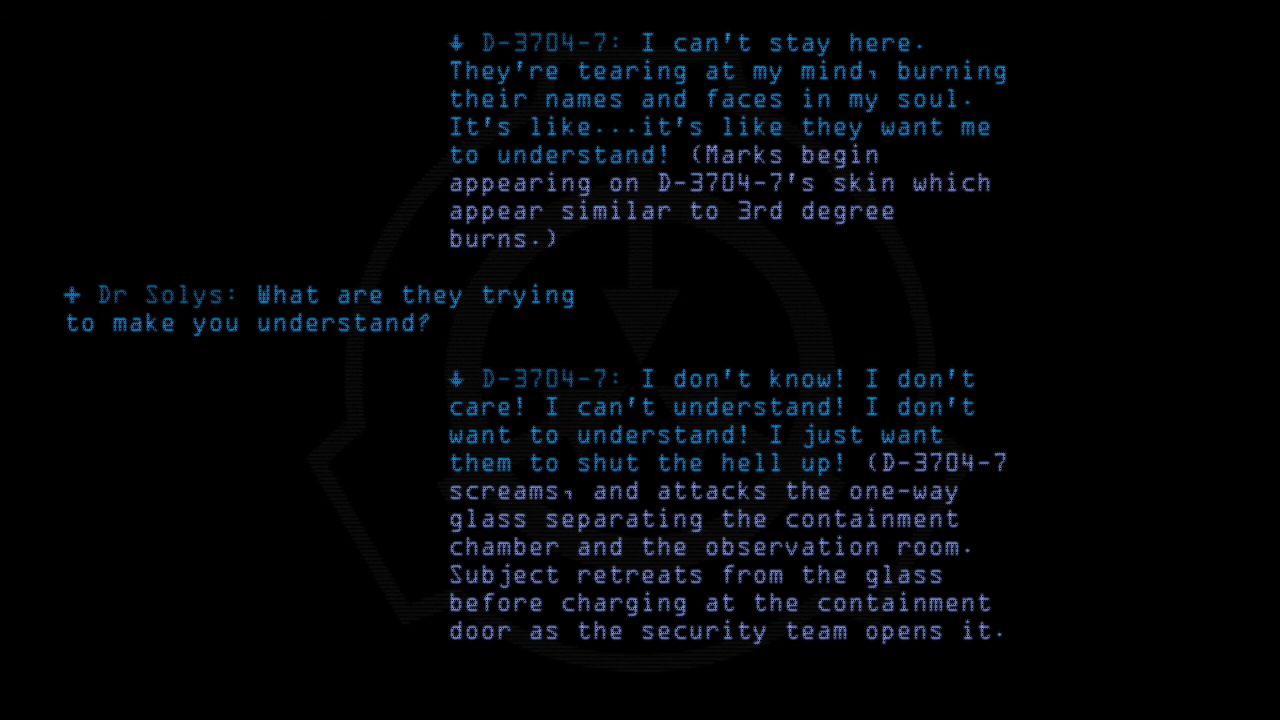 ↓ D-3704-7: I can't stay here.
They're tearing at my mind, burning
their names and faces in my soul.
It's like...it's like they want me
to understand! (Marks begin
appearing on D-3704-7's skin which
appear similar to 3rd degree
burns.)
+ Dr Solys: What are they trying
to make you understand?
↓ D-3704-7: I don't know! I don't
care! I can't understand! I don't
want to understand! I just want
them to shut the hell up! (D-3704-7
screams, and attacks the one-way
glass separating the containment
chamber and the observation room.
Subject retreats from the glass
before charging at the containment
door as the security team opens it.